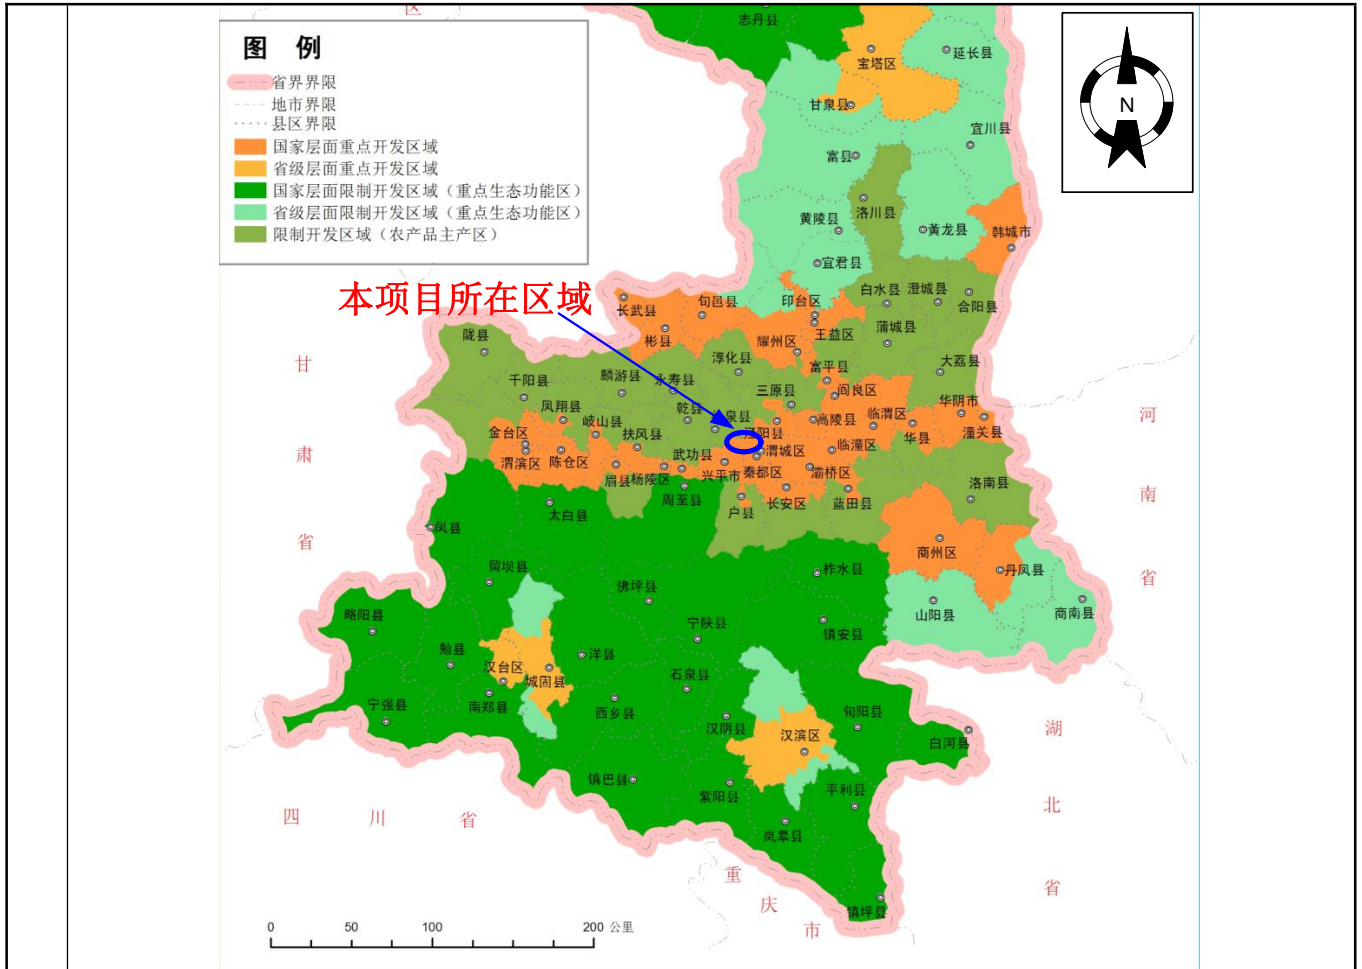 区
图 例
省界界限
地市界限
县区界限
国家层面重点开发区域
省级层面重点开发区域
国家层面限制开发区域（重点生态功能区）
省级层面限制开发区域（重点生态功能区）
限制开发区域（农产品主产区）
N
本项目所在区域
志丹县
宝塔区
延长县
甘泉县
宜川县
富县
洛川县
黄陵县
黄龙县
韩城市
宜君县
长武县
旬邑县
印台区
白水县
澄城县
合阳县
彬县
耀州区
王益区
蒲城县
陇县
淳化县
富平县
大荔县
千阳县
麟游县
永寿县
三原县
阎良区
华阴市
凤翔县
岐山县
乾县
泉县
泾阳县
高陵县
临渭区
华县
潼关县
金台区
扶风县
渭滨区
陈仓区
武功县
兴平市
渭城区
秦都区
临潼区
灞桥区
眉县
杨陵区
周至县
户县
长安区
蓝田县
洛南县
太白县
凤县
商州区
留坝县
佛坪县
柞水县
丹凤县
略阳县
宁陕县
镇安县
山阳县
商南县
勉县
汉台区
城固县
洋县
石泉县
宁强县
南郑县
西乡县
汉阴县
汉滨区
旬阳县
白河县
镇巴县
紫阳县
平利县
岚皋县
镇坪县
甘
肃
省
河
南
省
湖
北
省
四 川 省
重
庆
市
0 50 100 200 公里